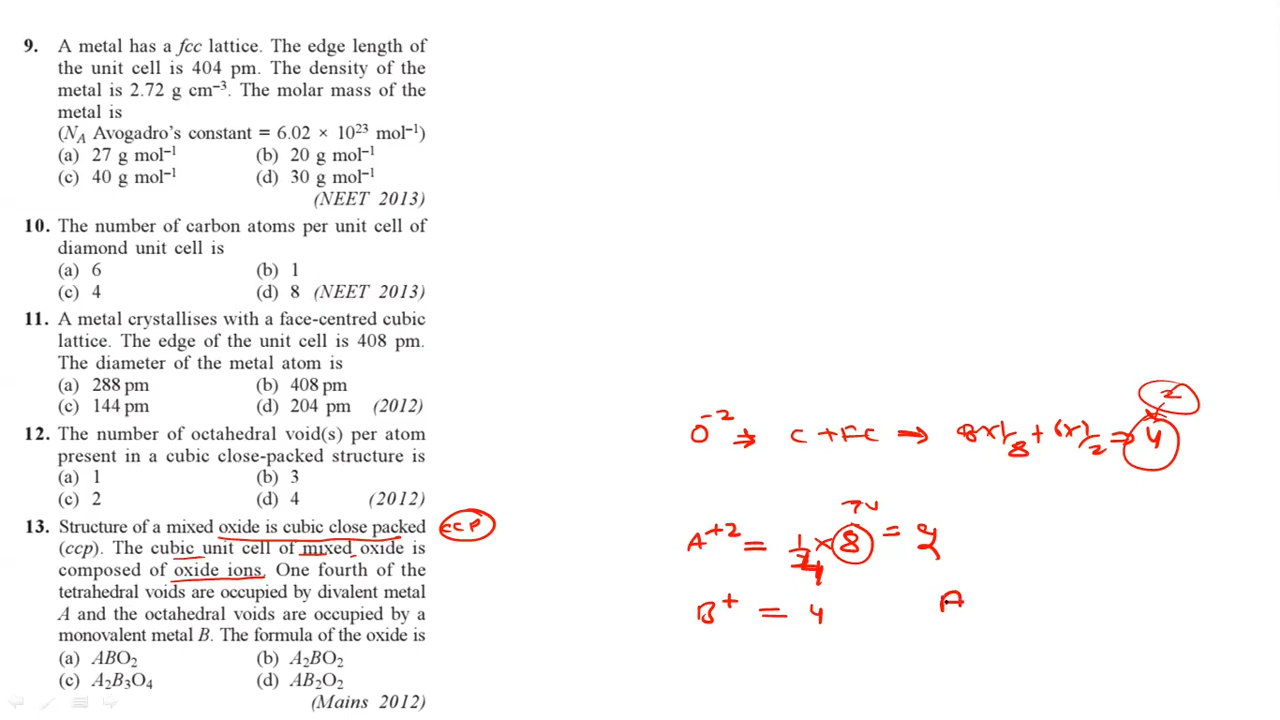 9. A metal has a fcc lattice. The edge length of
the unit cell is 404 pm. The density of the
metal is 2.72 g cm⁻³. The molar mass of the
metal is
(N_A Avogadro's constant = 6.02 × 10²³ mol⁻¹)
(a) 27 g mol⁻¹ (b) 20 g mol⁻¹
(c) 40 g mol⁻¹ (d) 30 g mol⁻¹
(NEET 2013)
10. The number of carbon atoms per unit cell of
diamond unit cell is
(a) 6 (b) 1
(c) 4 (d) 8 (NEET 2013)
11. A metal crystallises with a face-centred cubic
lattice. The edge of the unit cell is 408 pm.
The diameter of the metal atom is
(a) 288 pm (b) 408 pm
(c) 144 pm (d) 204 pm (2012)
12. The number of octahedral void(s) per atom
present in a cubic close-packed structure is
(a) 1 (b) 3
(c) 2 (d) 4 (2012)
13. Structure of a mixed oxide is cubic close packed
(ccp). The cubic unit cell of mixed oxide is
composed of oxide ions. One fourth of the
tetrahedral voids are occupied by divalent metal
A and the octahedral voids are occupied by a
monovalent metal B. The formula of the oxide is
(a) ABO₂ (b) A₂BO₂
(c) A₂B₃O₄ (d) AB₂O₂
(Mains 2012)
CCP
2
O⁻² ⇒ C + FC ⇒ 8×1/8 + 6×1/2 ⇒ 4
TV
A⁺² = 1/4 × 8 = 2
B⁺ = 4
A